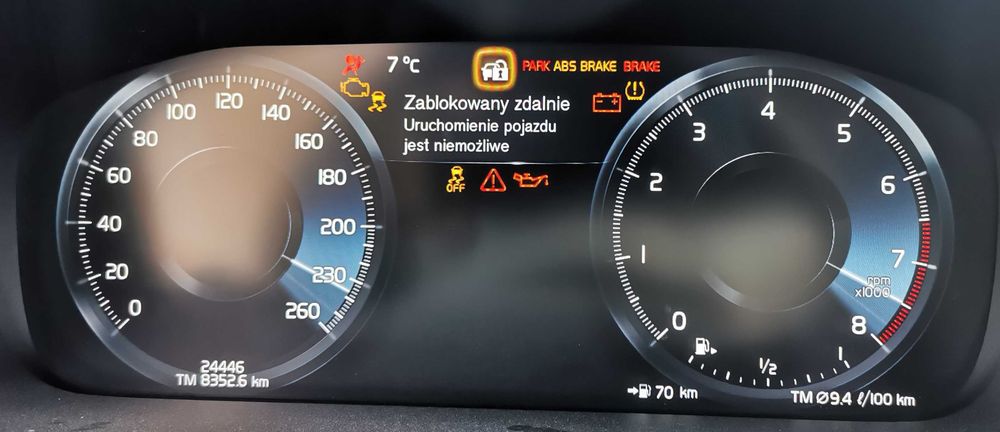 7 °C
PARK ABS BRAKE BRAKE
Zablokowany zdalnie
Uruchomienie pojazdu
jest niemożliwe
OFF
0
20
40
60
80
100
120
140
160
180
200
230
260
24446
TM 8352.6 km
0
1
2
3
4
5
6
7
8
rpm
x1000
1/2
1
70 km
TM Ø9.4 ℓ/100 km